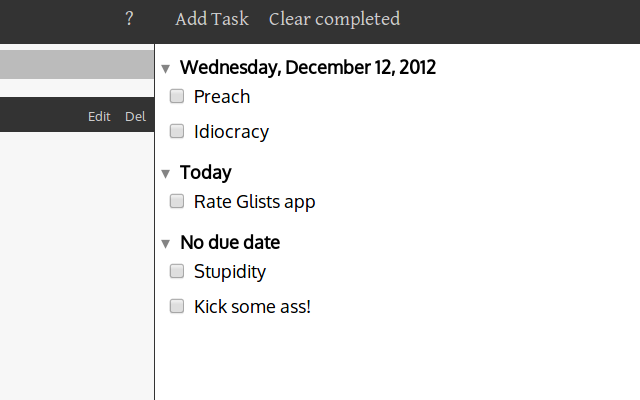 ? Add Task Clear completed
Edit Del
Wednesday, December 12, 2012
Preach
Idiocracy
Today
Rate Glists app
No due date
Stupidity
Kick some ass!